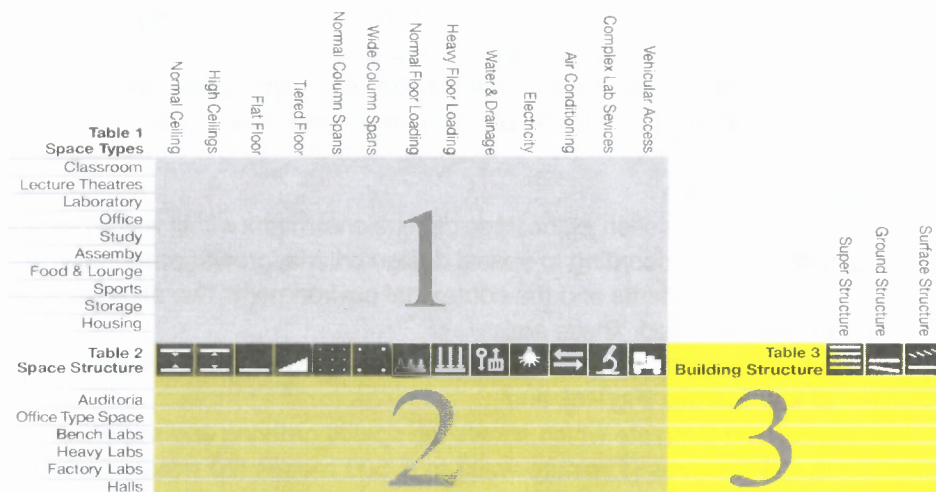 Normal Ceiling
High Ceilings
Flat Floor
Tiered Floor
Normal Column Spans
Wide Column Spans
Normal Floor Loading
Heavy Floor Loading
Water & Drainage
Electricity
Air Conditioning
Complex Lab Sevices
Vehicular Access
Table 1
Space Types
Classroom
Lecture Theatres
Laboratory
Office
Study
Assemby
Food & Lounge
Sports
Storage
Housing
1
Super Structure
Ground Structure
Surface Structure
Table 2
Space Structure
Table 3
Building Structure
Auditoria
Office Type Space
Bench Labs
Heavy Labs
Factory Labs
Halls
2
3